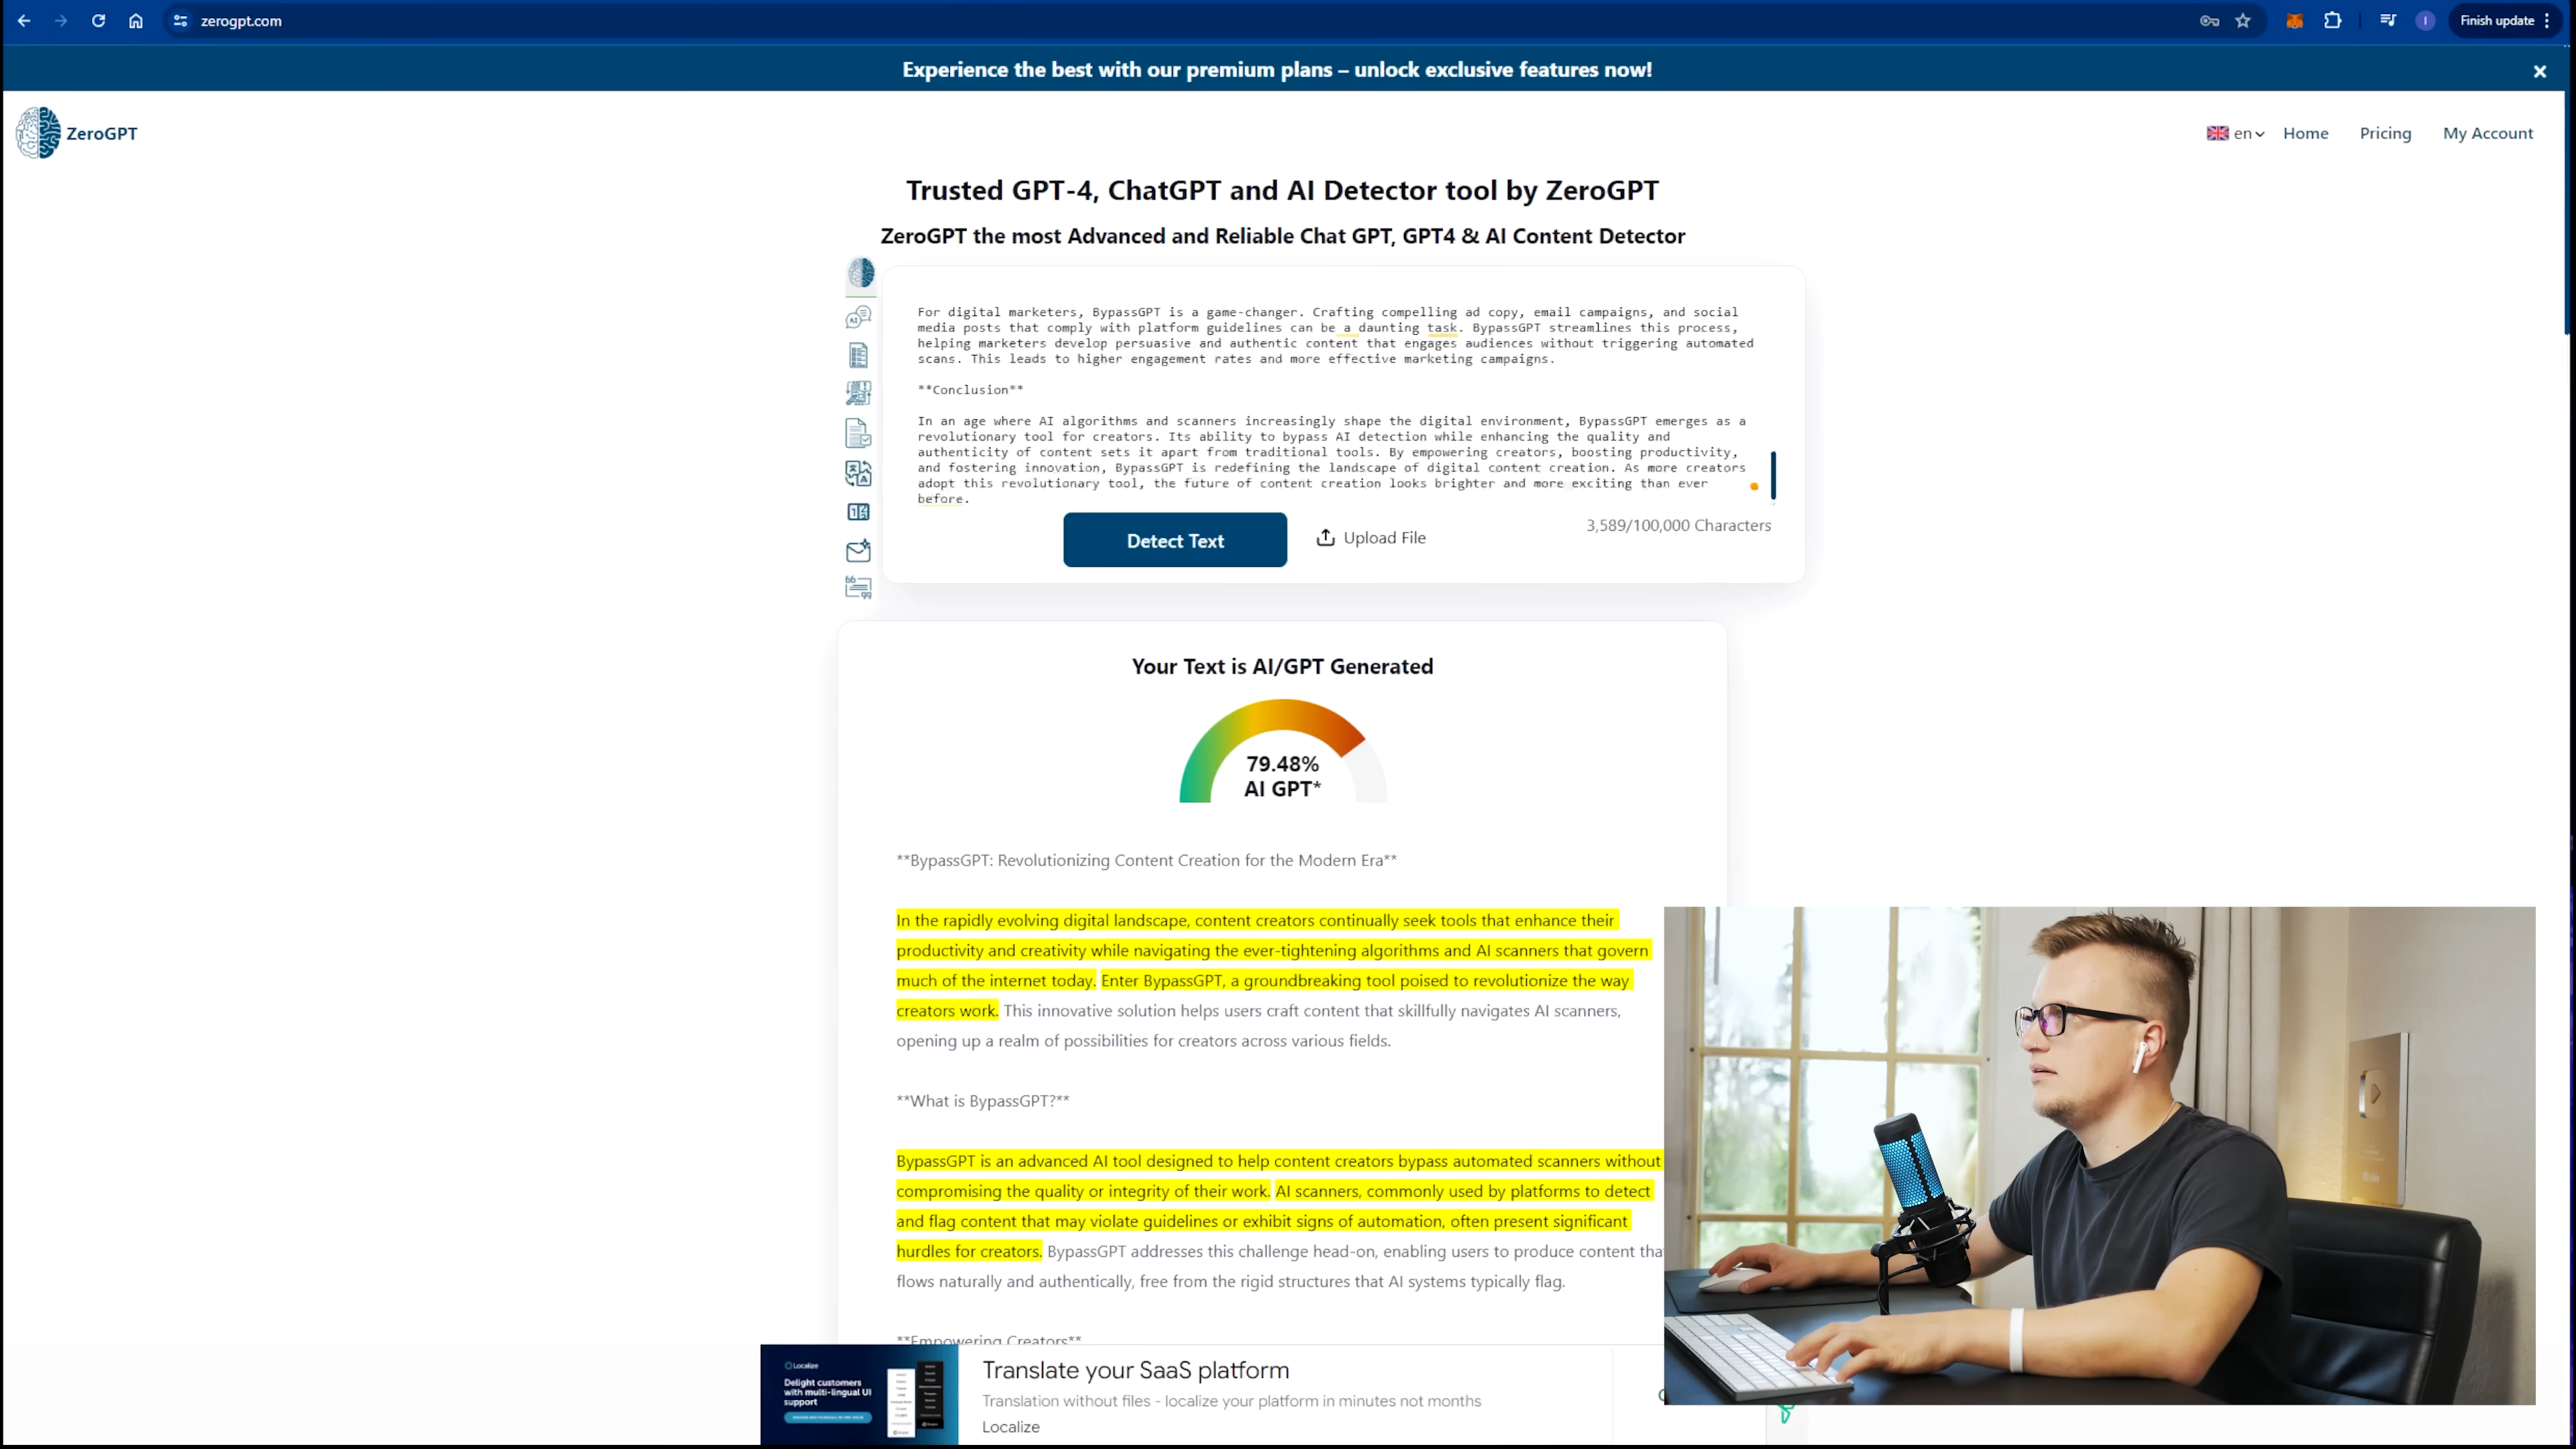 zerogpt.com
Finish update
Experience the best with our premium plans – unlock exclusive features now!
ZeroGPT
en
Home
Pricing
My Account
Trusted GPT-4, ChatGPT and AI Detector tool by ZeroGPT
ZeroGPT the most Advanced and Reliable Chat GPT, GPT4 & AI Content Detector
For digital marketers, BypassGPT is a game-changer. Crafting compelling ad copy, email campaigns, and social
media posts that comply with platform guidelines can be a daunting task. BypassGPT streamlines this process,
helping marketers develop persuasive and authentic content that engages audiences without triggering automated
scans. This leads to higher engagement rates and more effective marketing campaigns.
**Conclusion**
In an age where AI algorithms and scanners increasingly shape the digital environment, BypassGPT emerges as a
revolutionary tool for creators. Its ability to bypass AI detection while enhancing the quality and
authenticity of content sets it apart from traditional tools. By empowering creators, boosting productivity,
and fostering innovation, BypassGPT is redefining the landscape of digital content creation. As more creators
adopt this revolutionary tool, the future of content creation looks brighter and more exciting than ever
before.
Detect Text
Upload File
3,589/100,000 Characters
Your Text is AI/GPT Generated
79.48%
AI GPT*
**BypassGPT: Revolutionizing Content Creation for the Modern Era**
In the rapidly evolving digital landscape, content creators continually seek tools that enhance their
productivity and creativity while navigating the ever-tightening algorithms and AI scanners that govern
much of the internet today. Enter BypassGPT, a groundbreaking tool poised to revolutionize the way
creators work. This innovative solution helps users craft content that skillfully navigates AI scanners,
opening up a realm of possibilities for creators across various fields.
**What is BypassGPT?**
BypassGPT is an advanced AI tool designed to help content creators bypass automated scanners without
compromising the quality or integrity of their work. AI scanners, commonly used by platforms to detect
and flag content that may violate guidelines or exhibit signs of automation, often present significant
hurdles for creators. BypassGPT addresses this challenge head-on, enabling users to produce content tha
flows naturally and authentically, free from the rigid structures that AI systems typically flag.
**Empowering Creators**
Localize
Delight customers
with multi-lingual UI
support
Translate your SaaS platform
Translation without files - localize your platform in minutes not months
Localize